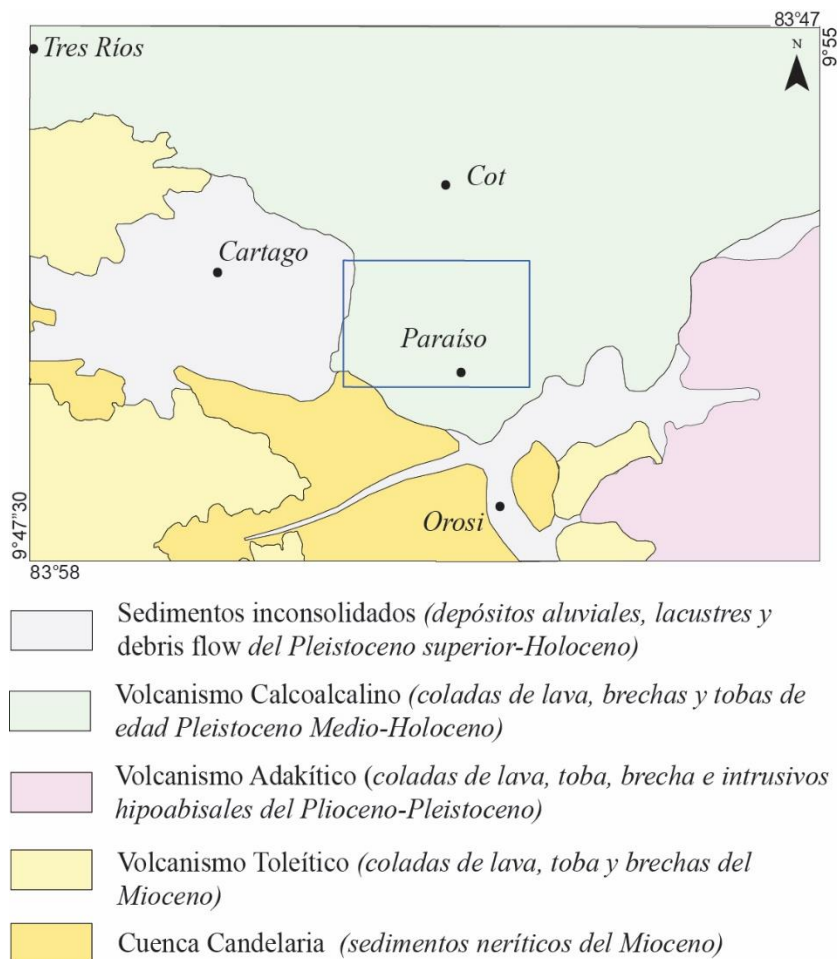 83°47
9°55
N
Tres Ríos
Cot
Cartago
Paraíso
Orosi
9°47"30
83°58
Sedimentos inconsolidados (depósitos aluviales, lacustres y
debris flow del Pleistoceno superior-Holoceno)
Volcanismo Calcoalcalino (coladas de lava, brechas y tobas de
edad Pleistoceno Medio-Holoceno)
Volcanismo Adakítico (coladas de lava, toba, brecha e intrusivos
hipoabisales del Plioceno-Pleistoceno)
Volcanismo Toleítico (coladas de lava, toba y brechas del
Mioceno)
Cuenca Candelaria (sedimentos neríticos del Mioceno)